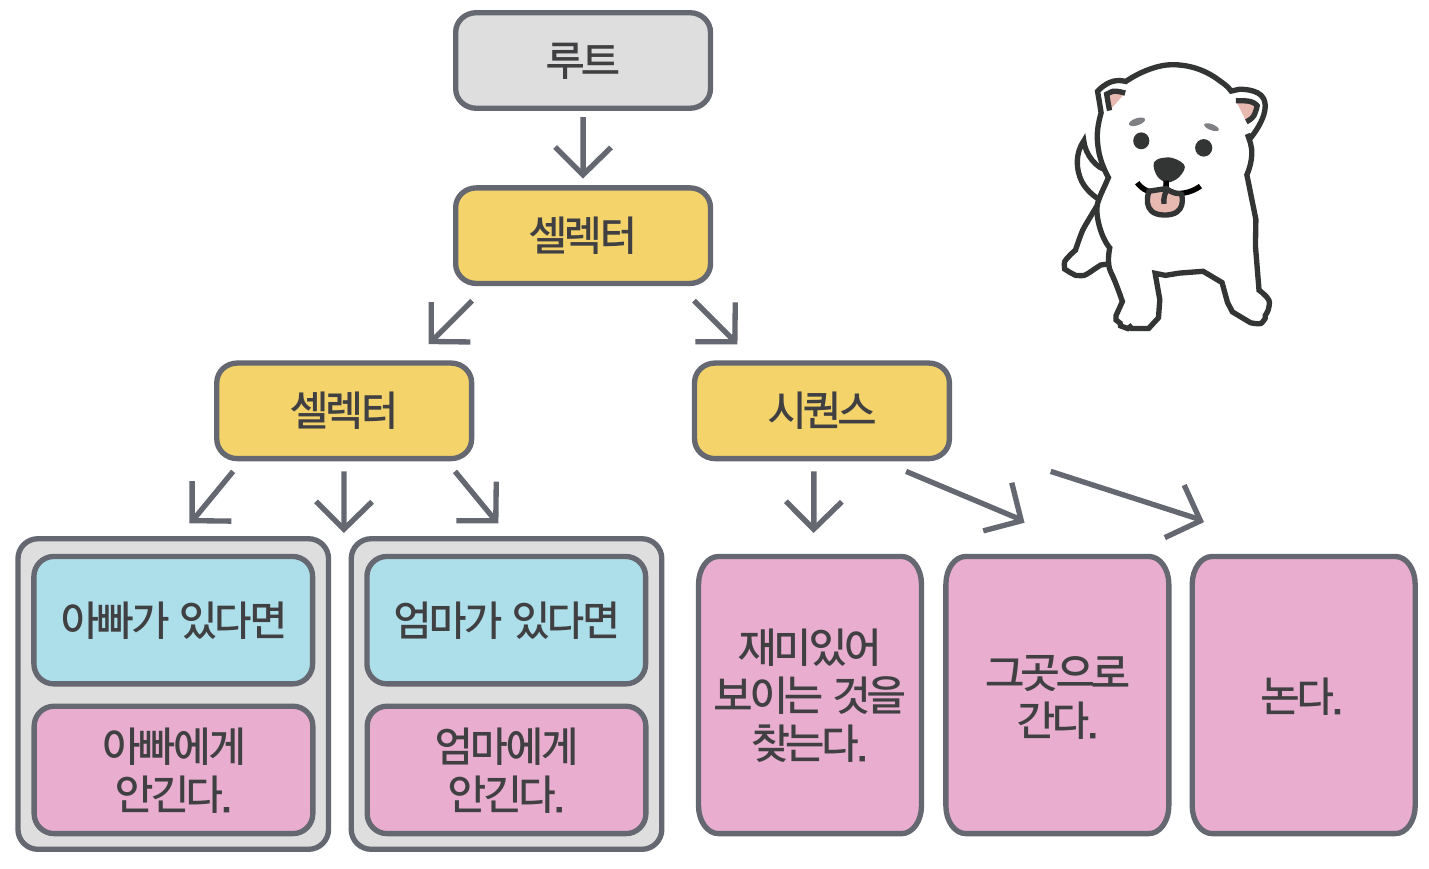 루트
셀렉터
셀렉터
시퀀스
아빠가 있다면
엄마가 있다면
아빠에게
안긴다.
엄마에게
안긴다.
재미있어
보이는 것을
찾는다.
그곳으로
간다.
논다.